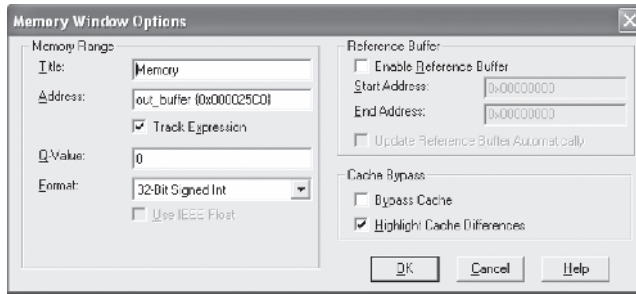 Memory Window Options
Memory Range
Title:
Memory
Address:
out_buffer (0x000025C0)
Track Expression
Q-Value:
0
Format:
32-Bit Signed Int
Use IEEE Float
Reference Buffer
Enable Reference Buffer
Start Address:
0x00000000
End Address:
0x00000000
Update Reference Buffer Automatically
Cache Bypass
Bypass Cache
Highlight Cache Differences
OK
Cancel
Help